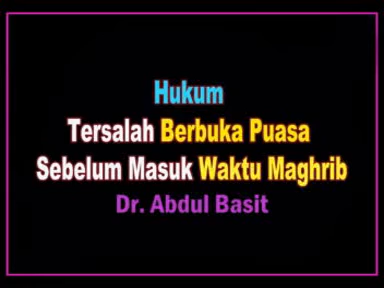 Hukum
Tersalah Berbuka Puasa
Sebelum Masuk Waktu Maghrib
Dr. Abdul Basit